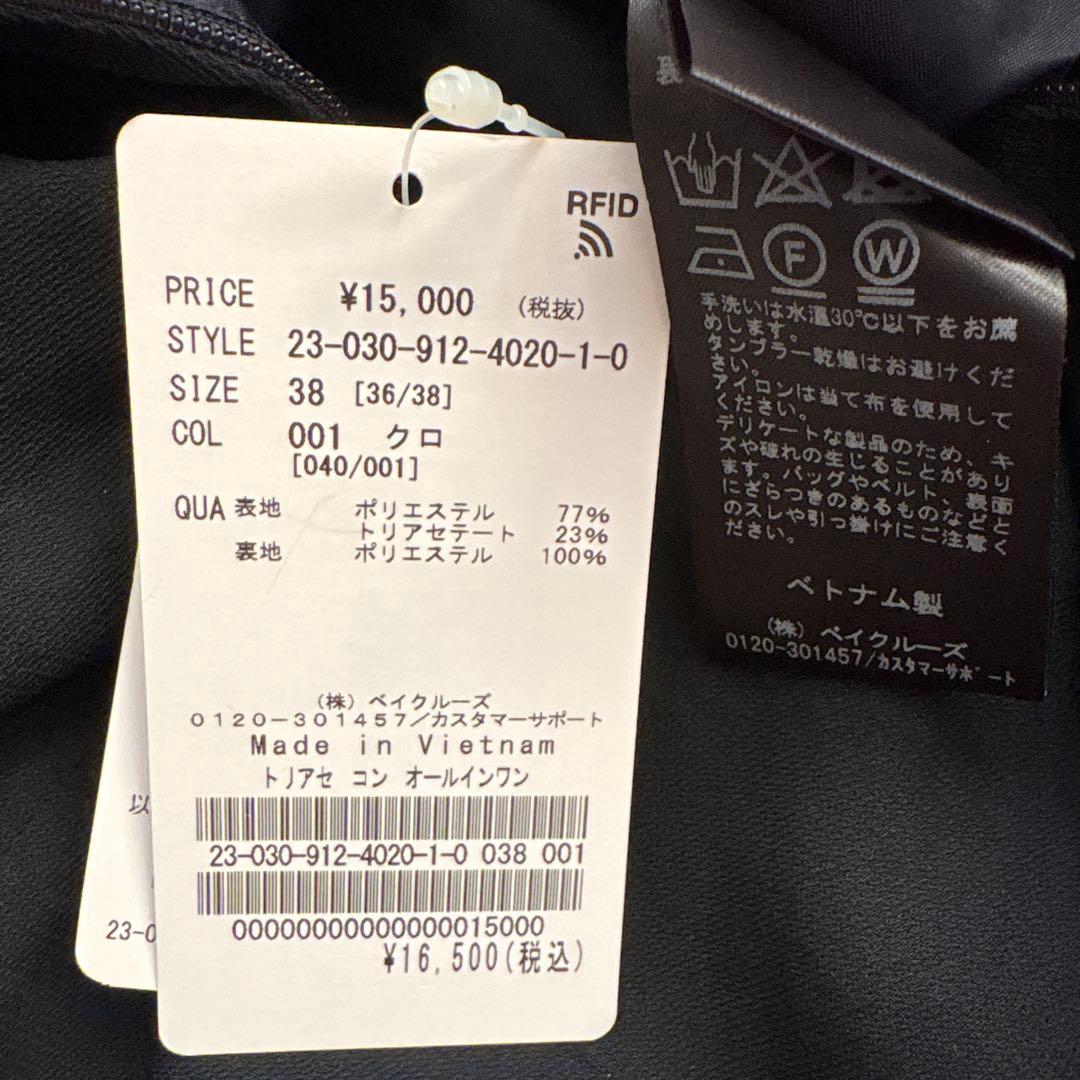 RFID
PRICE ¥15,000 (税抜)
STYLE 23-030-912-4020-1-0
SIZE 38 [36/38]
COL 001 クロ
[040/001]
QUA 表地 ポリエステル 77%
トリアセテート 23%
裏地 ポリエステル 100%
(株) ベイクルーズ
0120-301457/カスタマーサポート
Made in Vietnam
トリアセ コン オールインワン
23-030-912-4020-1-0 038 001
00000000000000015000
¥16,500(税込)
以
23-0
F W
手洗いは水温30℃以下をお薦
めします。
タンブラー乾燥はお避けくだ
さい。
アイロンは当て布を使用して
ください。
デリケートな製品のため、キ
ズや破れの生じることがあり
ます。バッグやベルト、表面
にざらつきのあるものなどと
のスレや引っ掛けにご注意く
ださい。
ベトナム製
(株) ベイクルーズ
0120-301457/カスタマーサポート